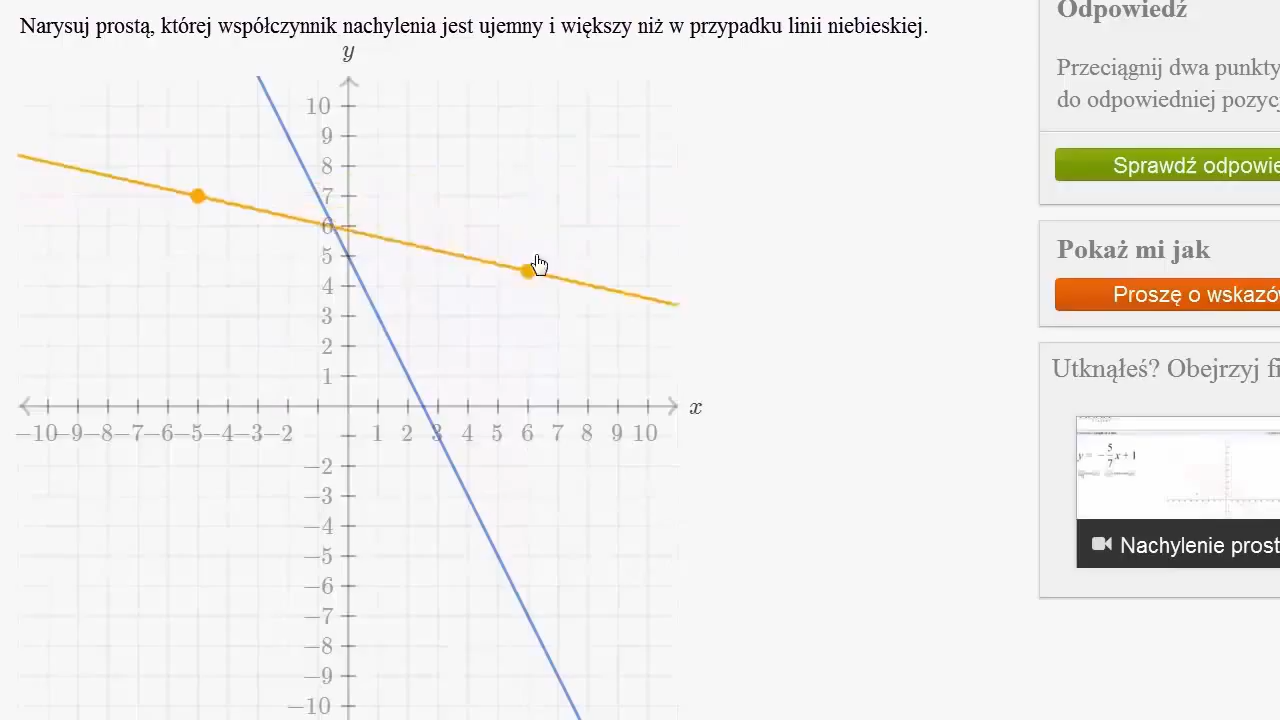 Narysuj prostą, której współczynnik nachylenia jest ujemny i większy niż w przypadku linii niebieskiej.
y
10
9
8
7
6
5
4
3
2
1
x
−10 −9 −8 −7 −6 −5 −4 −3 −2 1 2 3 4 5 6 7 8 9 10
−2
−3
−4
−5
−6
−7
−8
−9
−10
Odpowiedź
Przeciągnij dwa punkty
do odpowiedniej pozyc
Sprawdź odpowie
Pokaż mi jak
Proszę o wskazó
Utknąłeś? Obejrzyj fi
y = −5/7 x + 1
Nachylenie prost